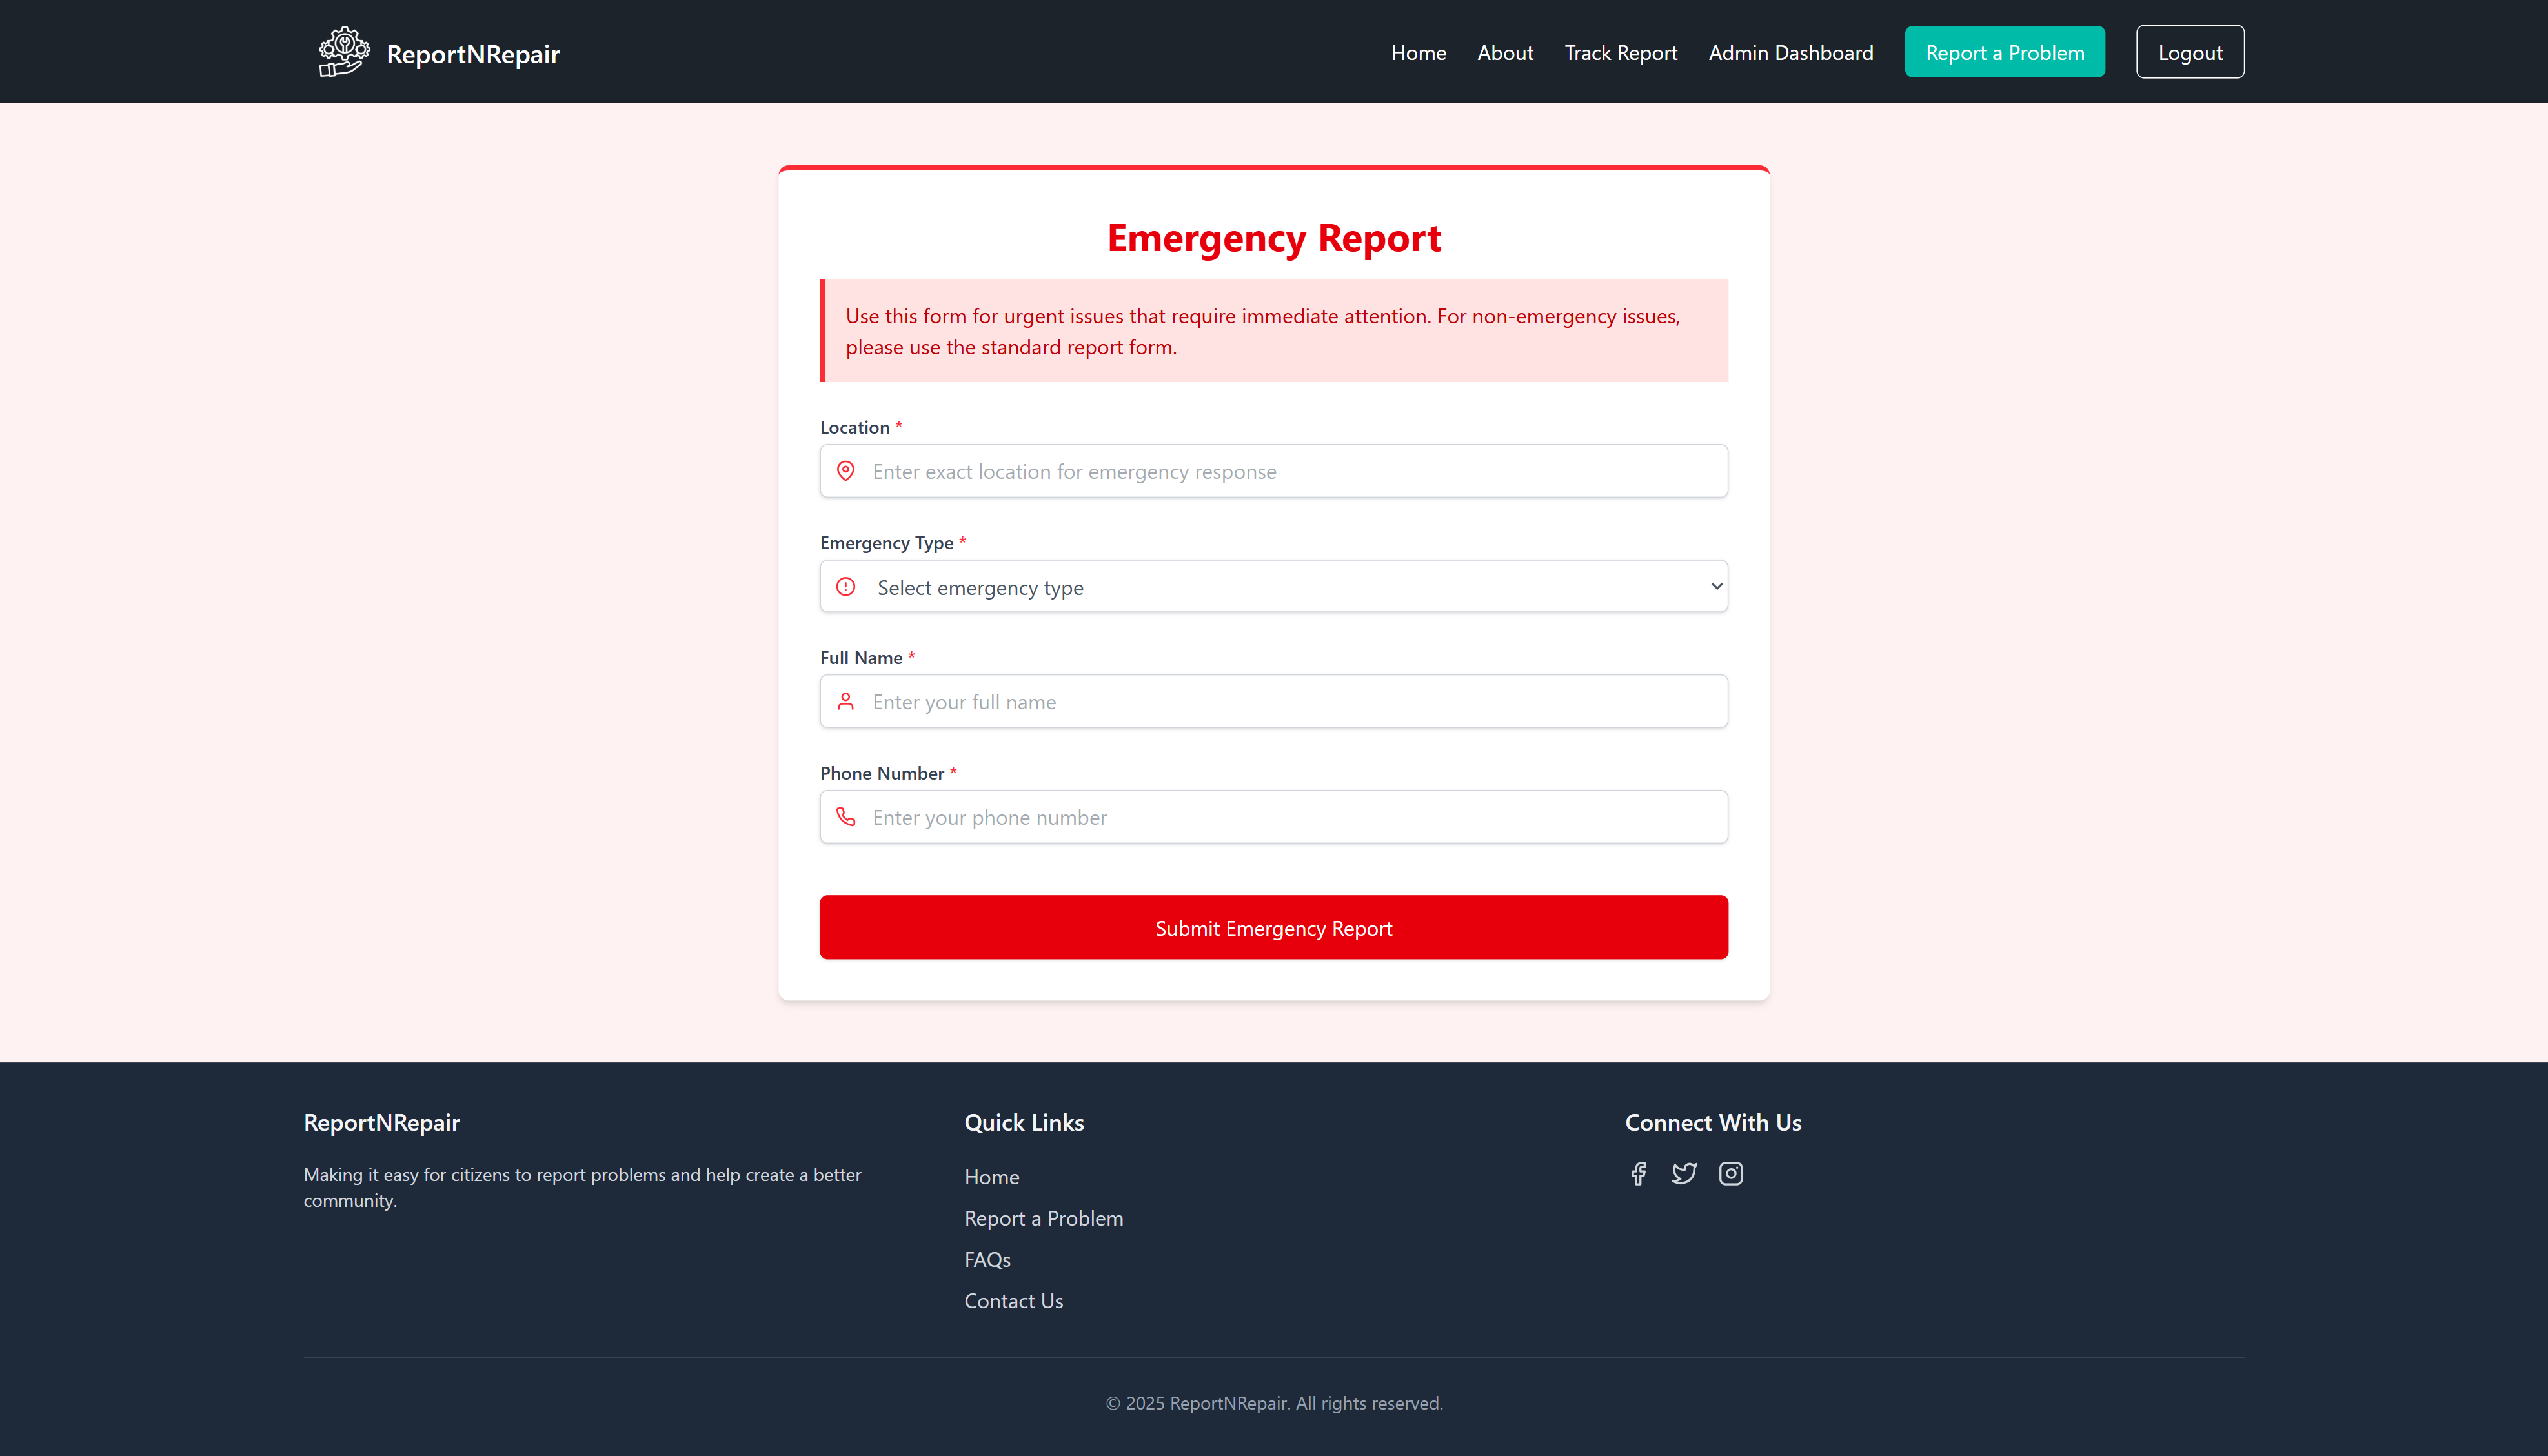 ReportNRepair
Home About Track Report Admin Dashboard Report a Problem Logout
Emergency Report
Use this form for urgent issues that require immediate attention. For non-emergency issues,
please use the standard report form.
Location *
Enter exact location for emergency response
Emergency Type *
Select emergency type
Full Name *
Enter your full name
Phone Number *
Enter your phone number
Submit Emergency Report
ReportNRepair
Making it easy for citizens to report problems and help create a better
community.
Quick Links
Home
Report a Problem
FAQs
Contact Us
Connect With Us
© 2025 ReportNRepair. All rights reserved.